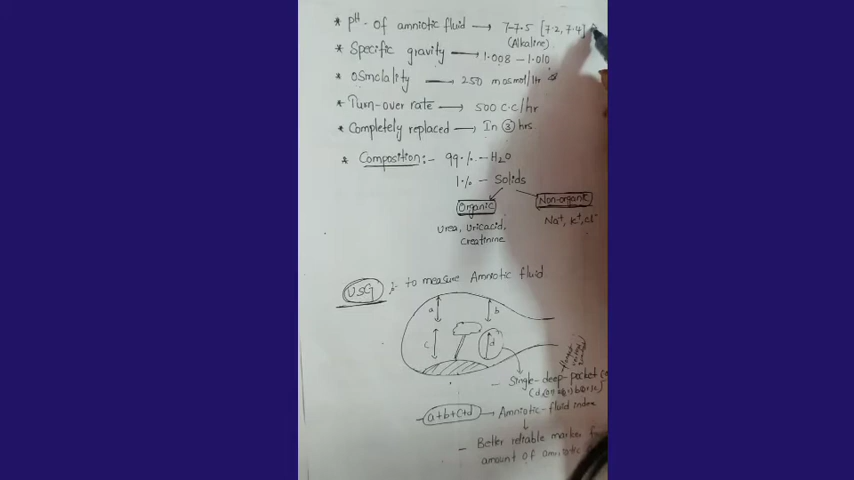 * pH - of amniotic fluid → 7-7.5 [7.2, 7.4]
(Alkaline)
* Specific gravity → 1.008 - 1.010
* Osmolality — 250 mosmol/
* Turn-over rate → 500 C.C/hr
* Completely replaced → In ③ hrs
* Composition:- 99.% - H2O
1.% - Solids
Organic Non-organic
Urea, Uricacid, Na+, K+, Cl-
Creatinine
USG :- to measure Amniotic fluid
a b
c d
- Single-deep-pocket
a+b+c+d → Amniotic-fluid index
- Better reliable marker
amount of amniotic